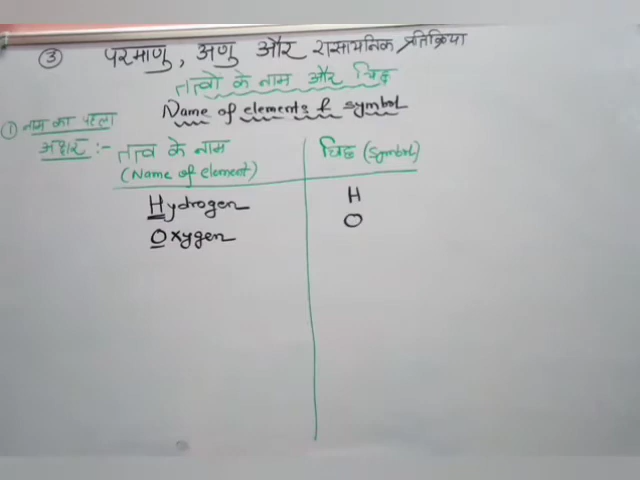 ③ परमाणु, अणु और रासायनिक प्रतिक्रिया
तत्वो के नाम और चिह्न
Name of elements & symbol
① नाम का पहला
अक्षर :-
तत्व के नाम
(Name of element)
चिह्न (symbol)
Hydrogen H
Oxygen O